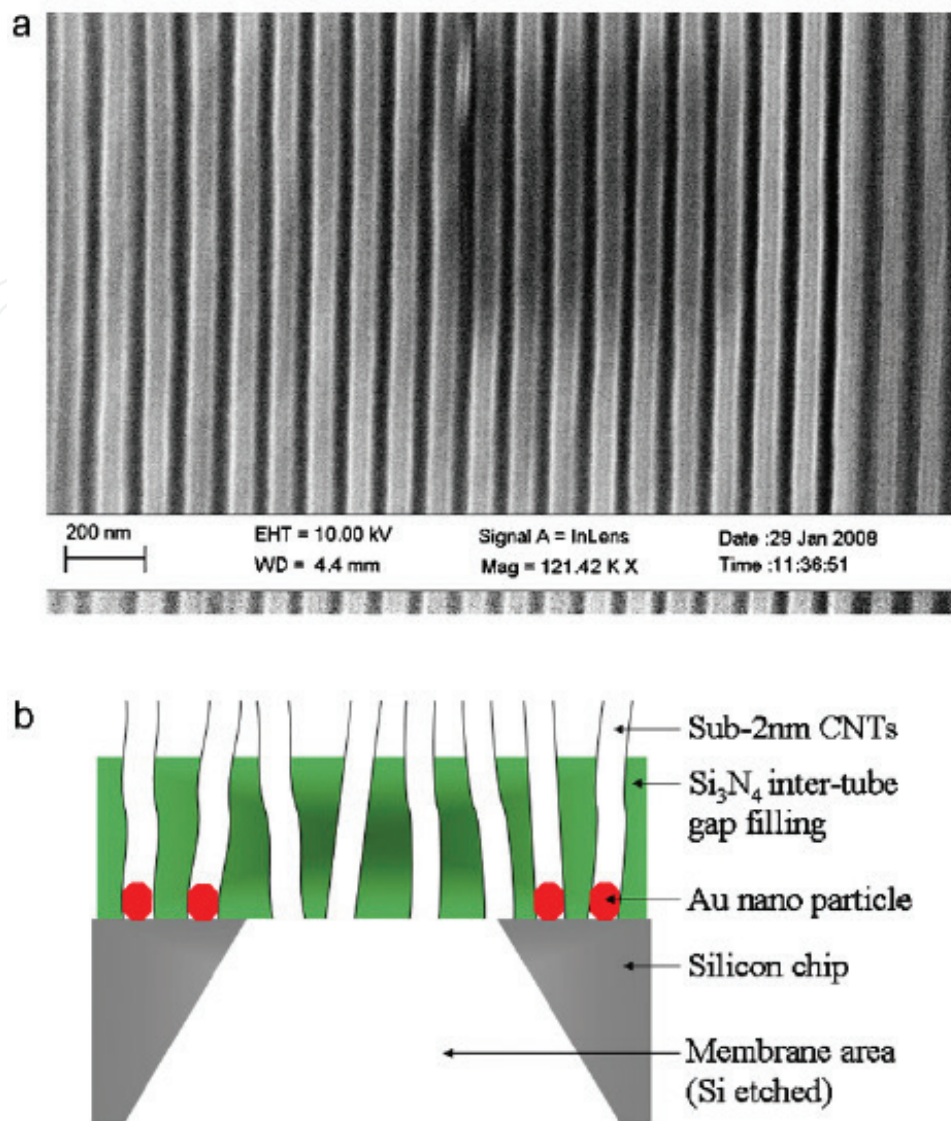 a
200 nm
EHT = 10.00 kV
Signal A = InLens
Date :29 Jan 2008
WD = 4.4 mm
Mag = 121.42 K X
Time :11:36:51
b
Sub-2nm CNTs
Si₃N₄ inter-tube
gap filling
Au nano particle
Silicon chip
Membrane area
(Si etched)